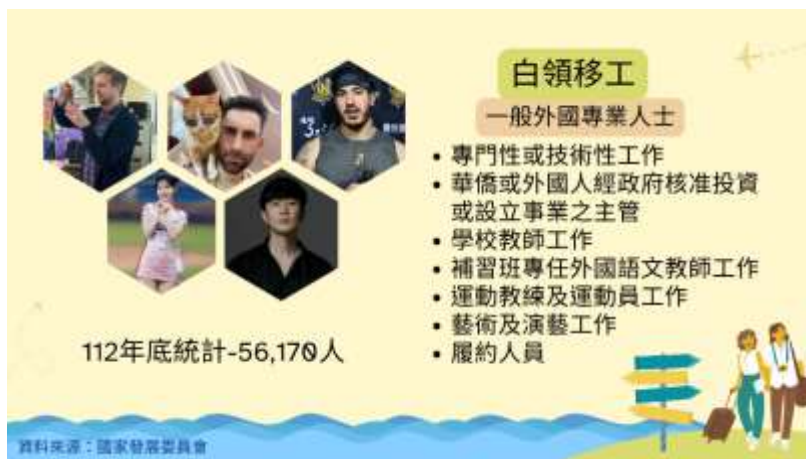 白領移工
一般外國專業人士
• 專門性或技術性工作
• 華僑或外國人經政府核准投資
或設立事業之主管
• 學校教師工作
• 補習班專任外國語文教師工作
• 運動教練及運動員工作
• 藝術及演藝工作
• 履約人員
112年底統計-56,170人
資料來源：國家發展委員會